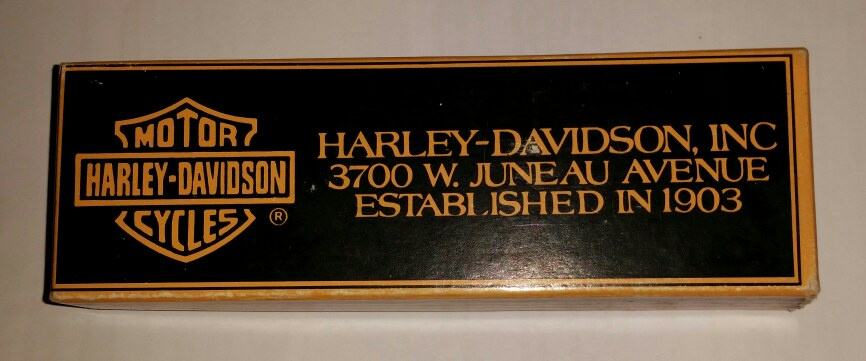 MOTOR
HARLEY-DAVIDSON
CYCLES ®
HARLEY-DAVIDSON, INC
3700 W. JUNEAU AVENUE
ESTABLISHED IN 1903